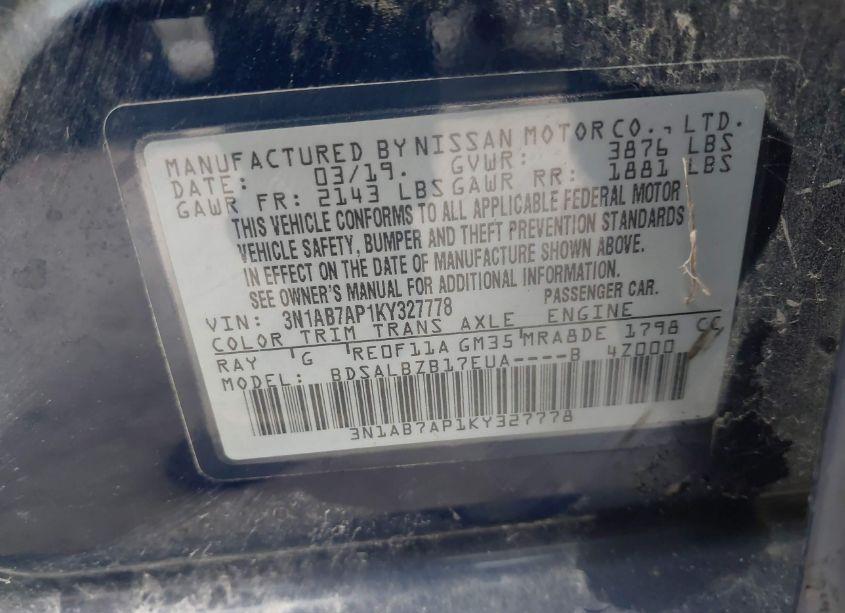 MANUFACTURED BY NISSAN MOTOR CO., LTD.
DATE: 03/19. GVWR: 3876 LBS
GAWR FR: 2143 LBS GAWR RR: 1881 LBS
THIS VEHICLE CONFORMS TO ALL APPLICABLE FEDERAL MOTOR
VEHICLE SAFETY, BUMPER AND THEFT PREVENTION STANDARDS
IN EFFECT ON THE DATE OF MANUFACTURE SHOWN ABOVE.
SEE OWNER'S MANUAL FOR ADDITIONAL INFORMATION.
VIN: 3N1AB7AP1KY327778 PASSENGER CAR.
COLOR TRIM TRANS AXLE ENGINE
RAY 'G 'RE0F11A GM35 MRA8DE 1798 CC
MODEL: BDSALBZB17EUA----B 4Z000
3N1AB7AP1KY327778